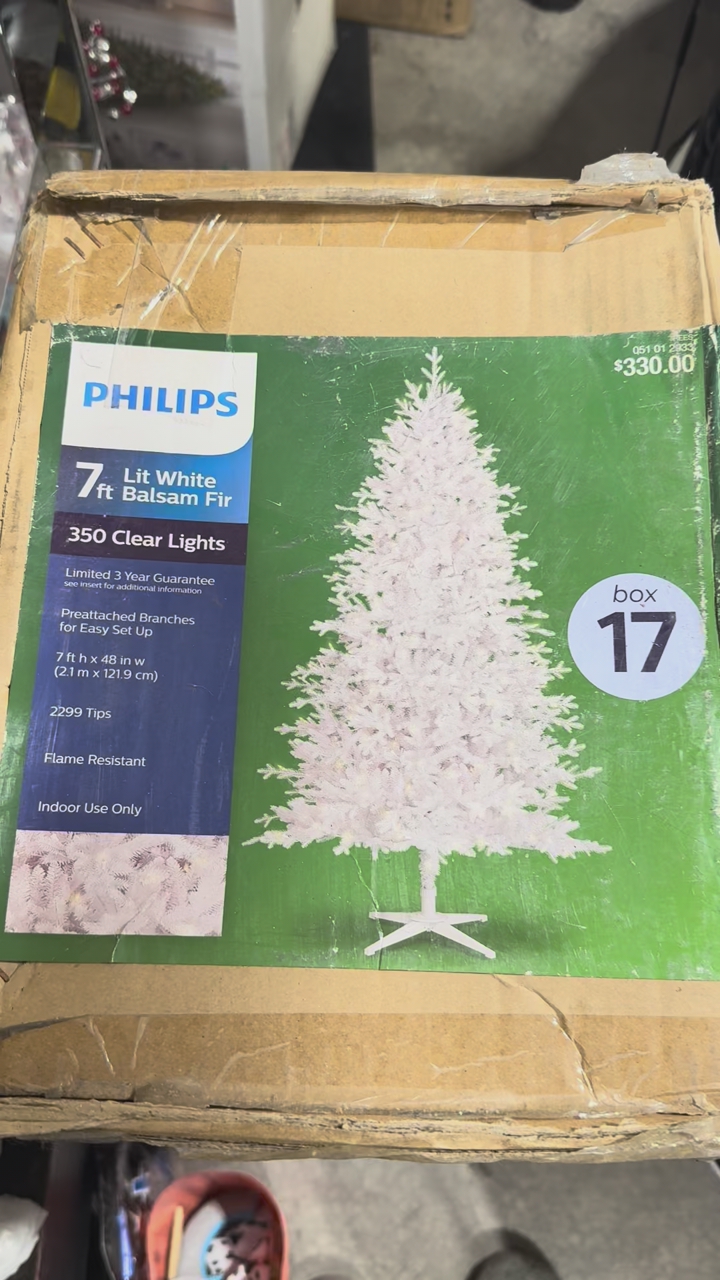 PHILIPS
7ft Lit White
Balsam Fir
350 Clear Lights
Limited 3 Year Guarantee
see insert for additional information
Preattached Branches
for Easy Set Up
7 ft h x 48 in w
(2.1 m x 121.9 cm)
2299 Tips
Flame Resistant
Indoor Use Only
TREES
051 01 2933
$330.00
box
17